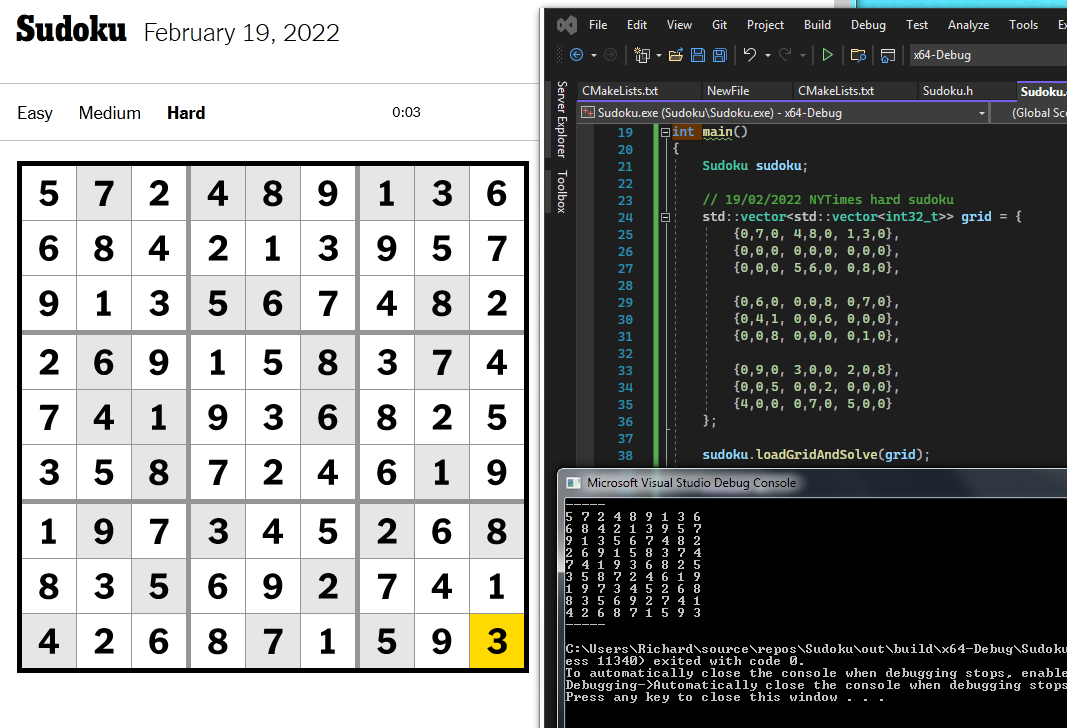 Sudoku February 19, 2022
Easy Medium Hard 0:03
5 7 2 4 8 9 1 3 6
6 8 4 2 1 3 9 5 7
9 1 3 5 6 7 4 8 2
2 6 9 1 5 8 3 7 4
7 4 1 9 3 6 8 2 5
3 5 8 7 2 4 6 1 9
1 9 7 3 4 5 2 6 8
8 3 5 6 9 2 7 4 1
4 2 6 8 7 1 5 9 3
File Edit View Git Project Build Debug Test Analyze Tools Ex
x64-Debug
Server Explorer
Toolbox
CMakeLists.txt NewFile CMakeLists.txt Sudoku.h Sudoku.
Sudoku.exe (Sudoku\Sudoku.exe) - x64-Debug (Global Sco
19 int main()
20 {
21 Sudoku sudoku;
22
23 // 19/02/2022 NYTimes hard sudoku
24 std::vector<std::vector<int32_t>> grid = {
25 {0,7,0, 4,8,0, 1,3,0},
26 {0,0,0, 0,0,0, 0,0,0},
27 {0,0,0, 5,6,0, 0,8,0},
28
29 {0,6,0, 0,0,8, 0,7,0},
30 {0,4,1, 0,0,6, 0,0,0},
31 {0,0,8, 0,0,0, 0,1,0},
32
33 {0,9,0, 3,0,0, 2,0,8},
34 {0,0,5, 0,0,2, 0,0,0},
35 {4,0,0, 0,7,0, 5,0,0}
36 };
37
38 sudoku.loadGridAndSolve(grid);
Microsoft Visual Studio Debug Console
-----
5 7 2 4 8 9 1 3 6
6 8 4 2 1 3 9 5 7
9 1 3 5 6 7 4 8 2
2 6 9 1 5 8 3 7 4
7 4 1 9 3 6 8 2 5
3 5 8 7 2 4 6 1 9
1 9 7 3 4 5 2 6 8
8 3 5 6 9 2 7 4 1
4 2 6 8 7 1 5 9 3
-----
C:\Users\Richard\source\repos\Sudoku\out\build\x64-Debug\Sudoku
ess 11340) exited with code 0.
To automatically close the console when debugging stops, enable
Debugging->Automatically close the console when debugging stops
Press any key to close this window . . .